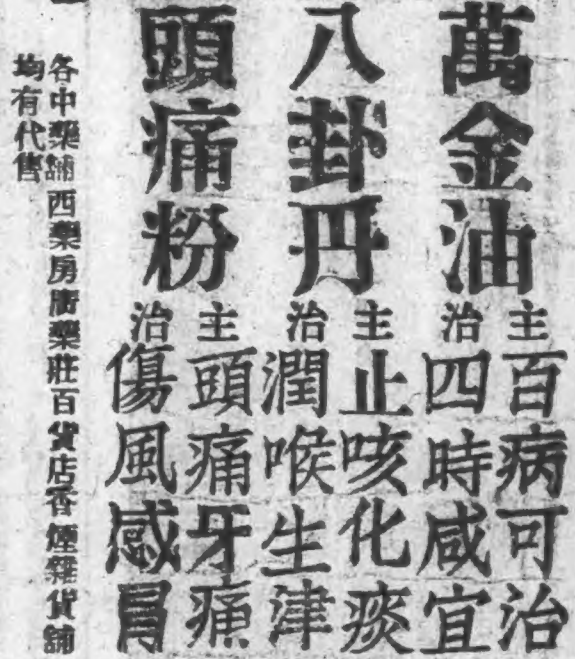 萬金油
主治
百病可治
四時咸宜
八卦丹
主治
止咳化痰
潤喉生津
頭痛粉
主治
頭痛牙痛
傷風感冒
各中藥舖西藥房唐藥莊百貨店香煙雜貨舖
均有代售